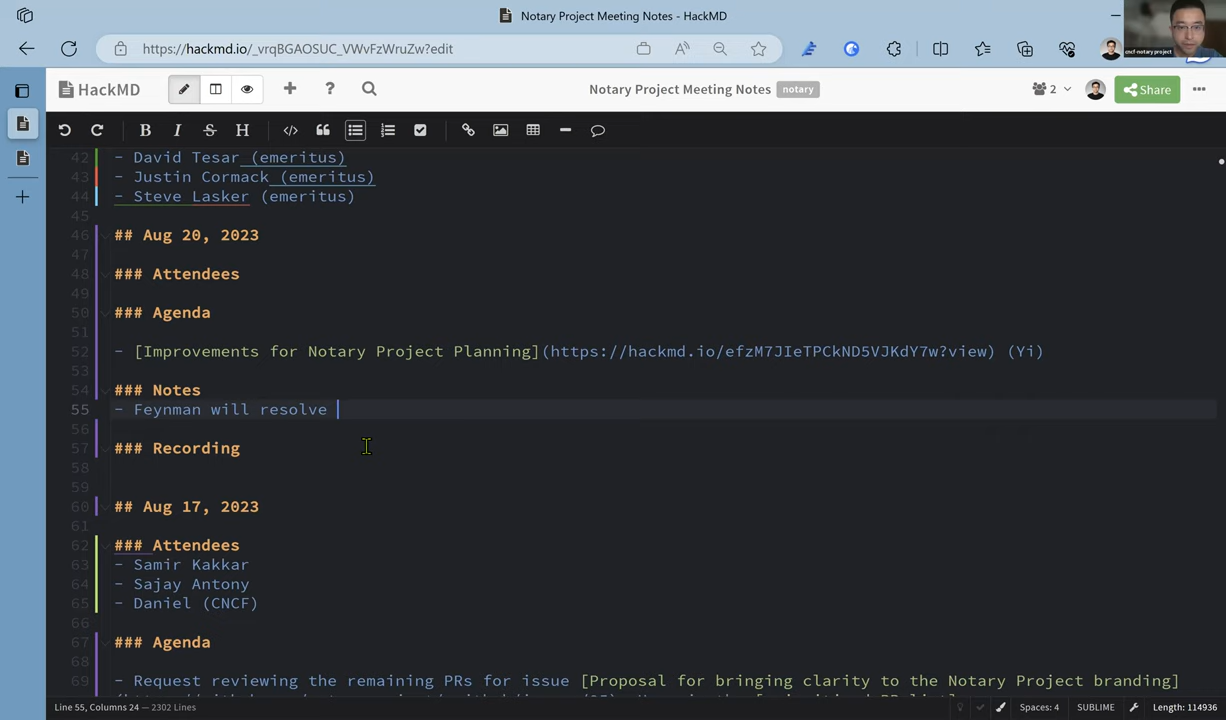 Notary Project Meeting Notes - HackMD
https://hackmd.io/_vrqBGAOSUC_VWvFzWruZw?edit
cncf-notary project
HackMD
Notary Project Meeting Notes notary
2
Share
42 - David Tesar (emeritus)
43 - Justin Cormack (emeritus)
44 - Steve Lasker (emeritus)
45
46 ## Aug 20, 2023
47
48 ### Attendees
49
50 ### Agenda
51
52 - [Improvements for Notary Project Planning](https://hackmd.io/efzM7JIeTPCkND5VJKdY7w?view) (Yi)
53
54 ### Notes
55 - Feynman will resolve
56
57 ### Recording
58
59
60 ## Aug 17, 2023
61
62 ### Attendees
63 - Samir Kakkar
64 - Sajay Antony
65 - Daniel (CNCF)
66
67 ### Agenda
68
69 - Request reviewing the remaining PRs for issue [Proposal for bringing clarity to the Notary Project branding]
Line 55, Columns 24 — 2302 Lines
Spaces: 4
SUBLIME
Length: 114936